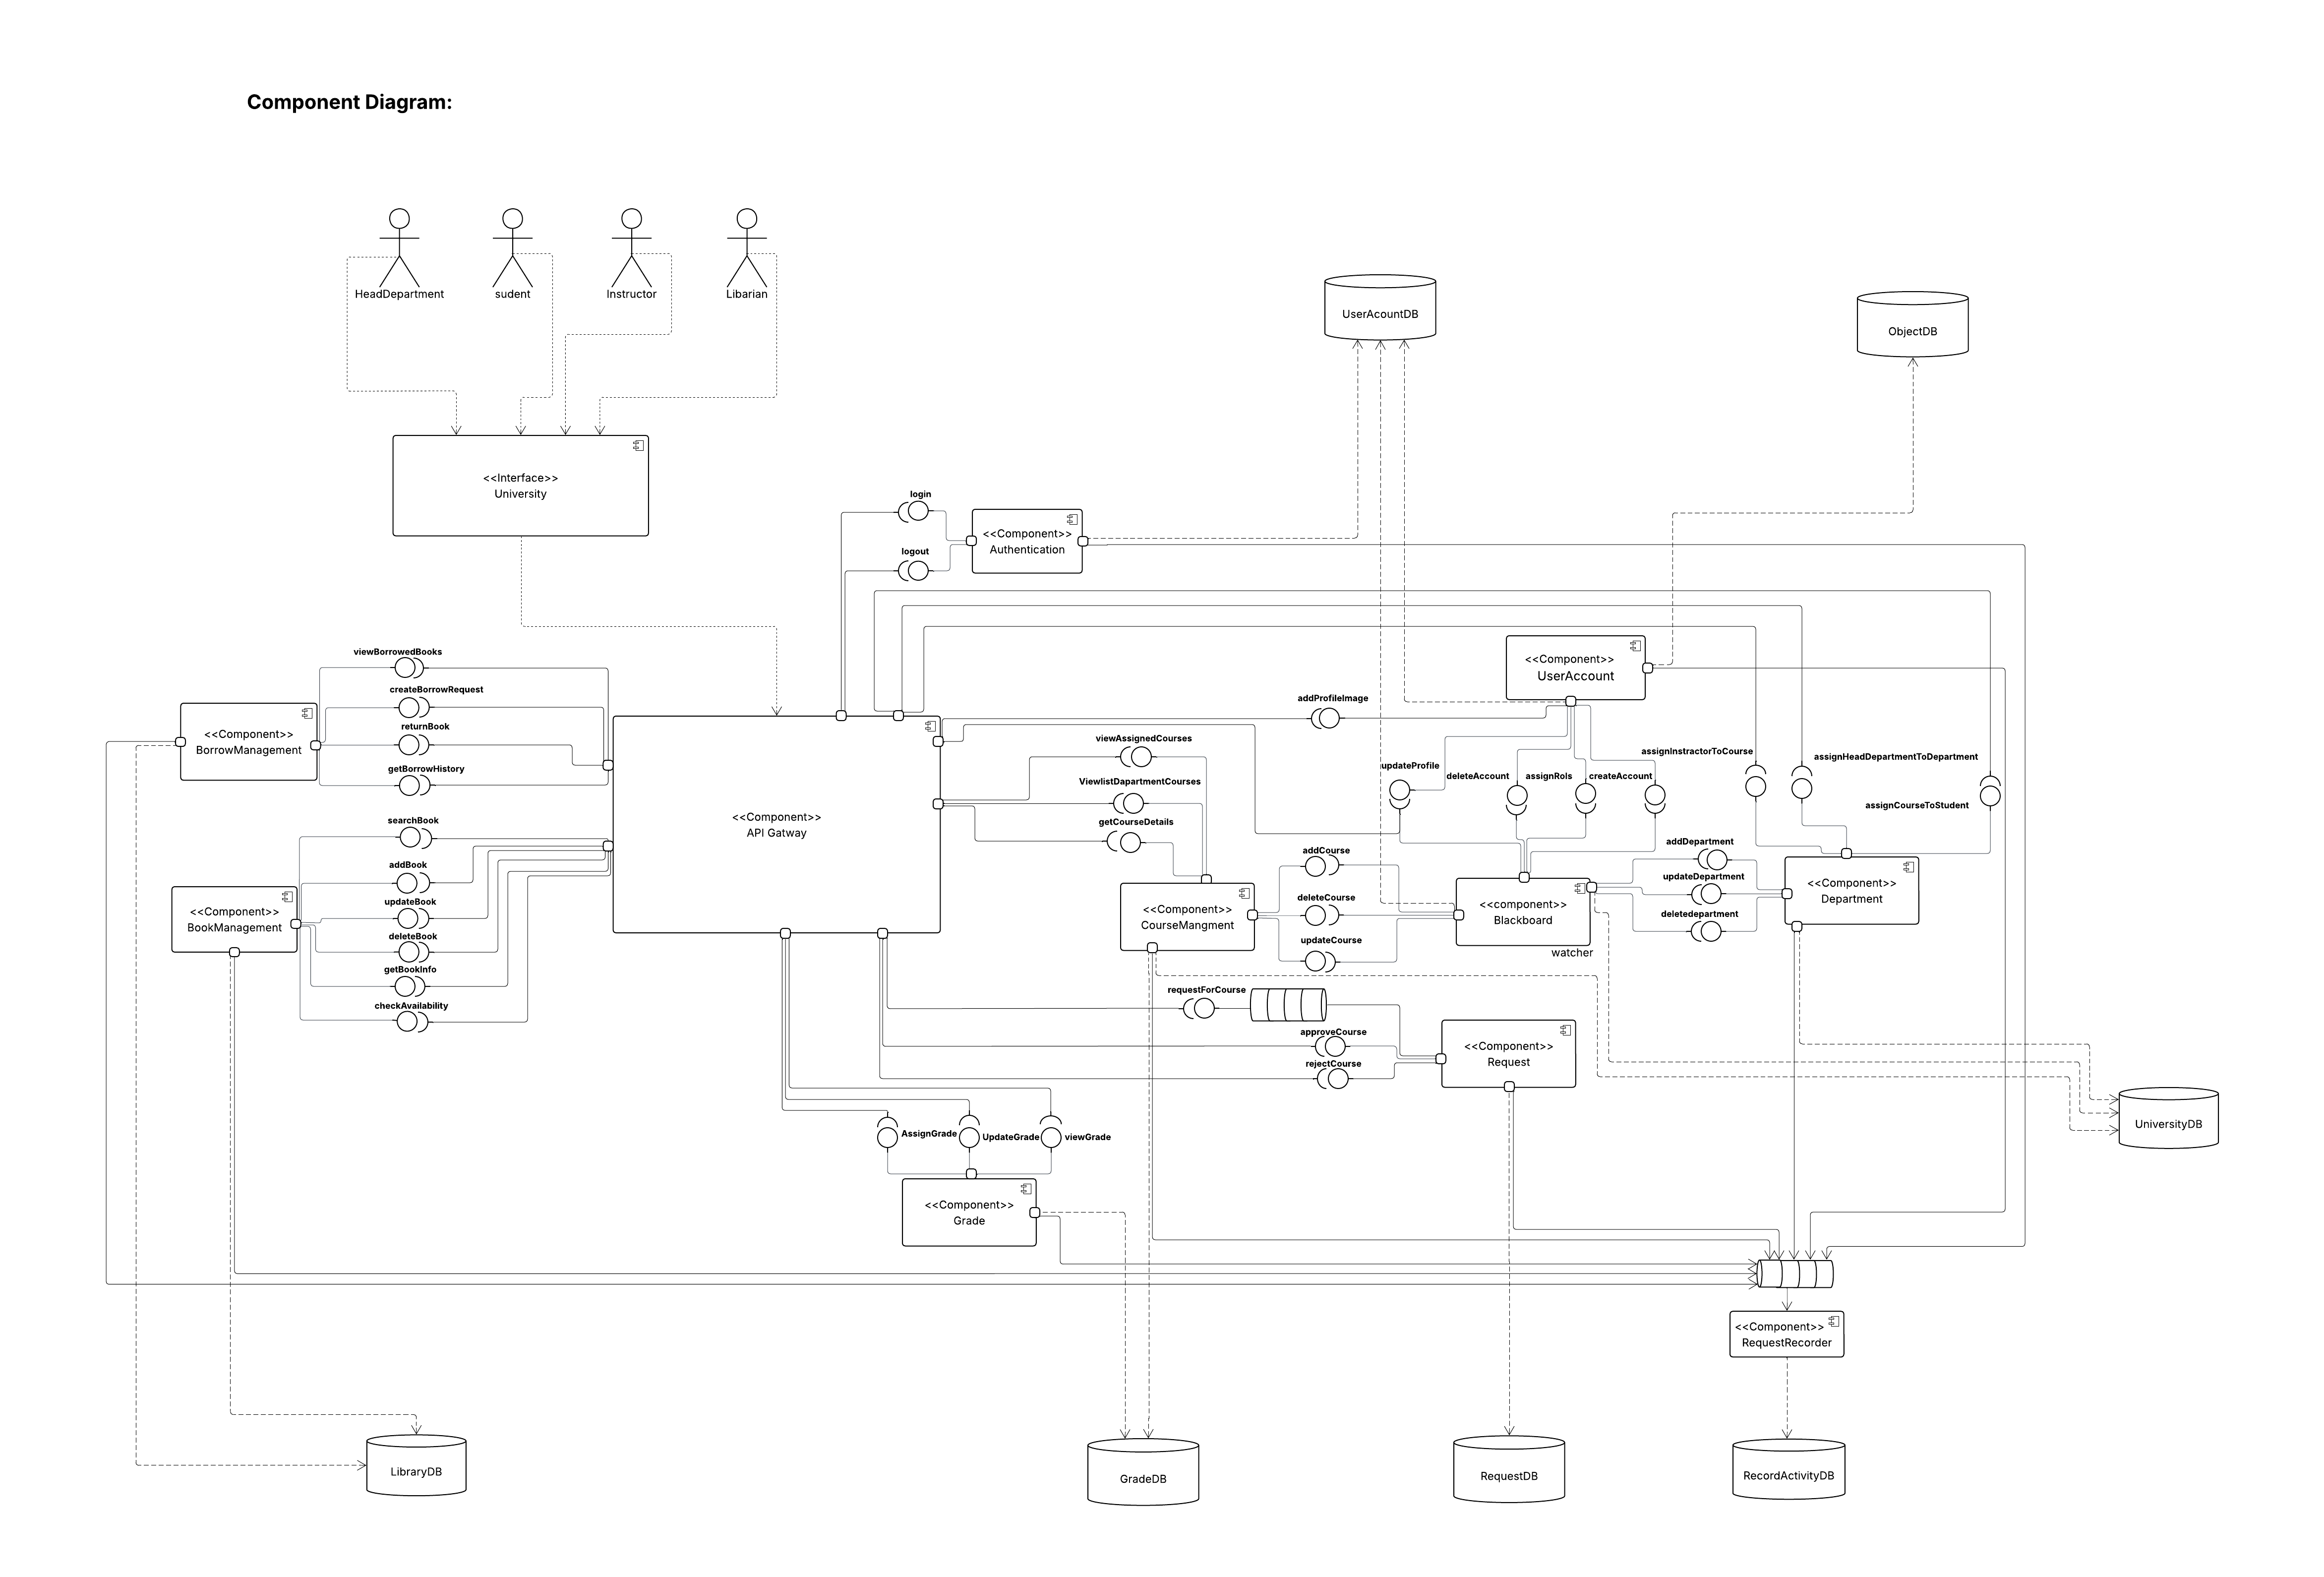 Component Diagram:
HeadDepartment
sudent
Instructor
Libarian
UserAcountDB
ObjectDB
<<Interface>>
University
login
<<Component>>
Authentication
logout
viewBorrowedBooks
createBorrowRequest
returnBook
getBorrowHistory
<<Component>>
BorrowManagement
searchBook
addBook
updateBook
deleteBook
getBookInfo
checkAvailability
<<Component>>
BookManagement
<<Component>>
API Gatway
<<Component>>
UserAccount
addProfileImage
viewAssignedCourses
ViewlistDapartmentCourses
getCourseDetails
updateProfile
deleteAccount
assignRols
createAccount
assignInstractorToCourse
assignHeadDepartmentToDepartment
assignCourseToStudent
addCourse
deleteCourse
updateCourse
<<Component>>
CourseMangment
<<component>>
Blackboard
watcher
addDepartment
updateDepartment
deletedepartment
<<Component>>
Department
requestForCourse
approveCourse
rejectCourse
<<Component>>
Request
AssignGrade
UpdateGrade
viewGrade
<<Component>>
Grade
UniversityDB
<<Component>>
RequestRecorder
LibraryDB
GradeDB
RequestDB
RecordActivityDB